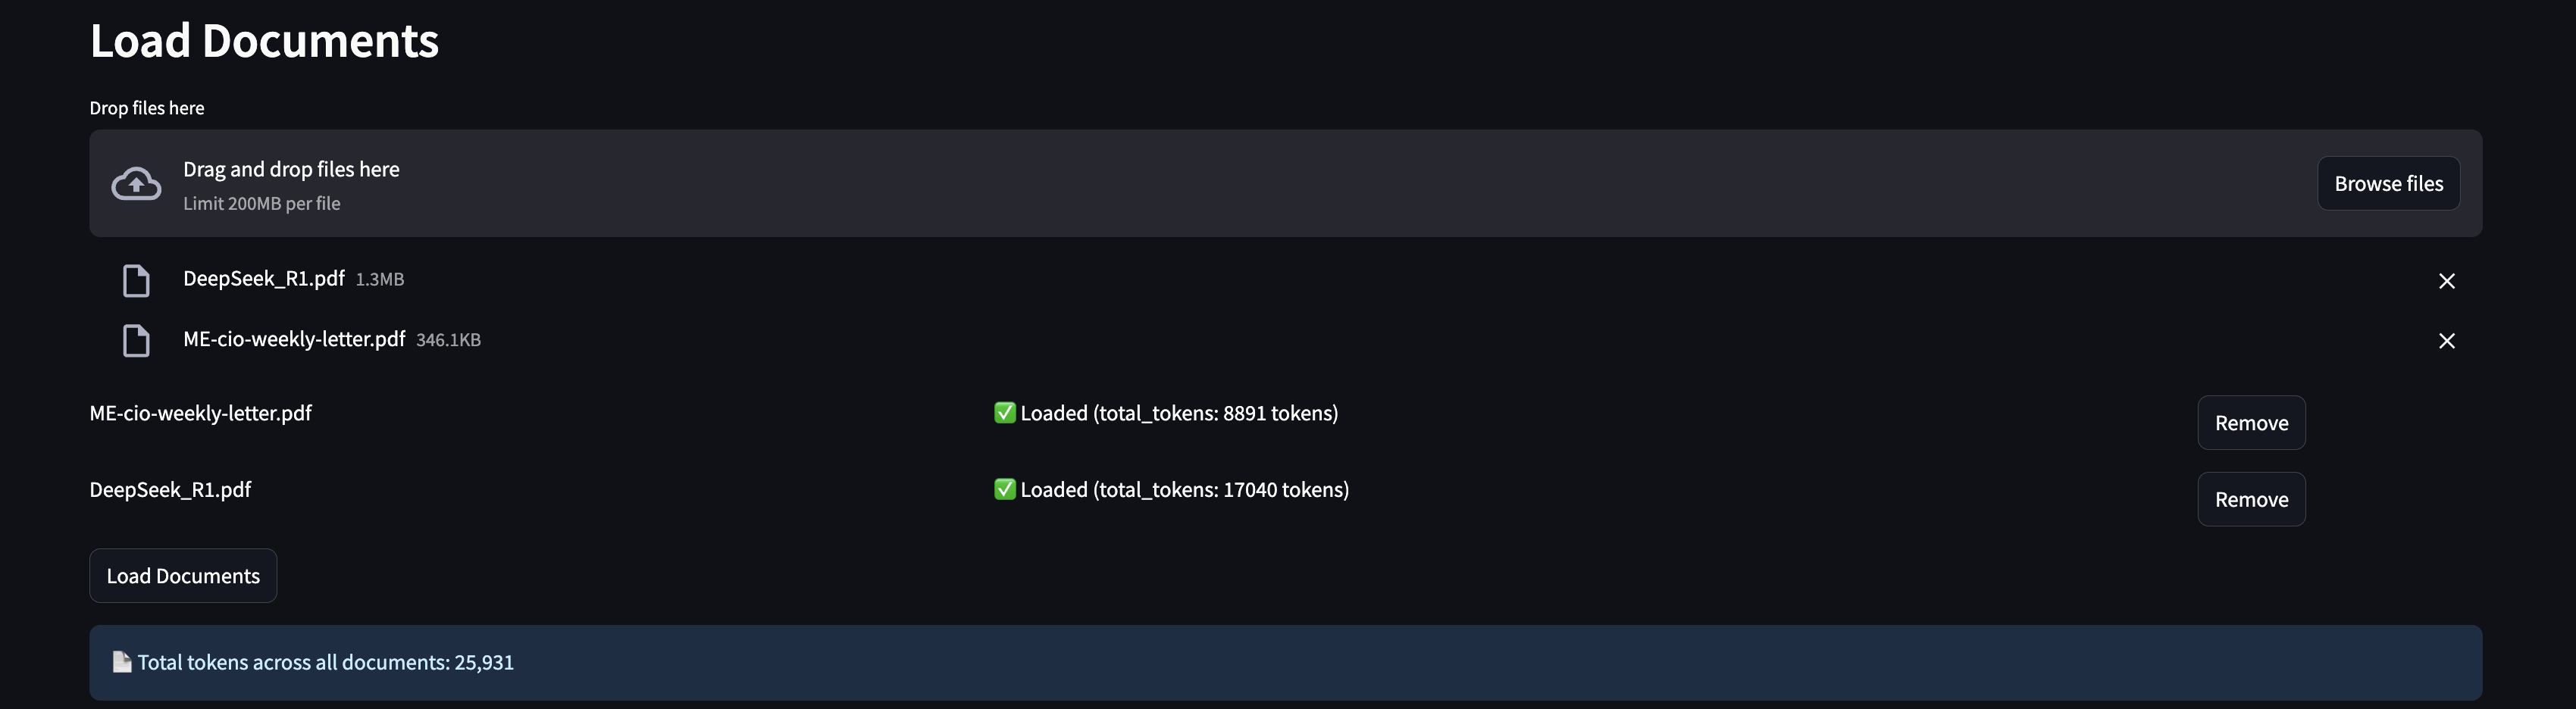 Load Documents
Drop files here
Drag and drop files here
Limit 200MB per file
Browse files
DeepSeek_R1.pdf 1.3MB
ME-cio-weekly-letter.pdf 346.1KB
ME-cio-weekly-letter.pdf ✅ Loaded (total_tokens: 8891 tokens) Remove
DeepSeek_R1.pdf ✅ Loaded (total_tokens: 17040 tokens) Remove
Load Documents
📄 Total tokens across all documents: 25,931